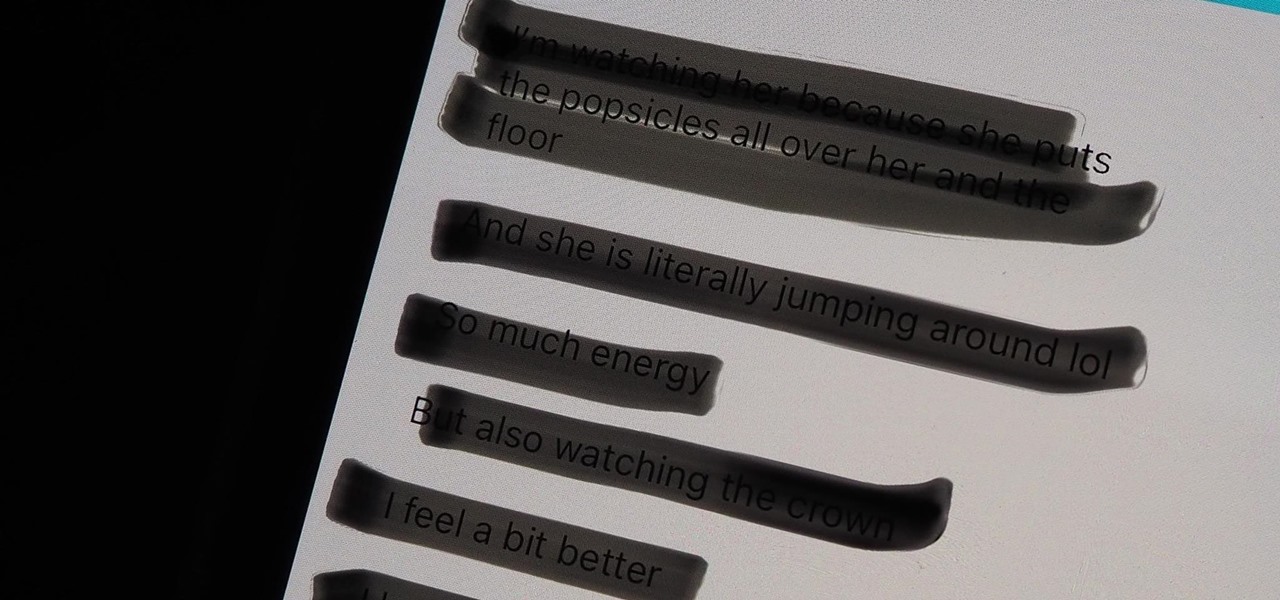 I'm watching her because she puts
the popsicles all over her and the
floor
And she is literally jumping around lol
So much energy
But also watching the crown
I feel a bit better